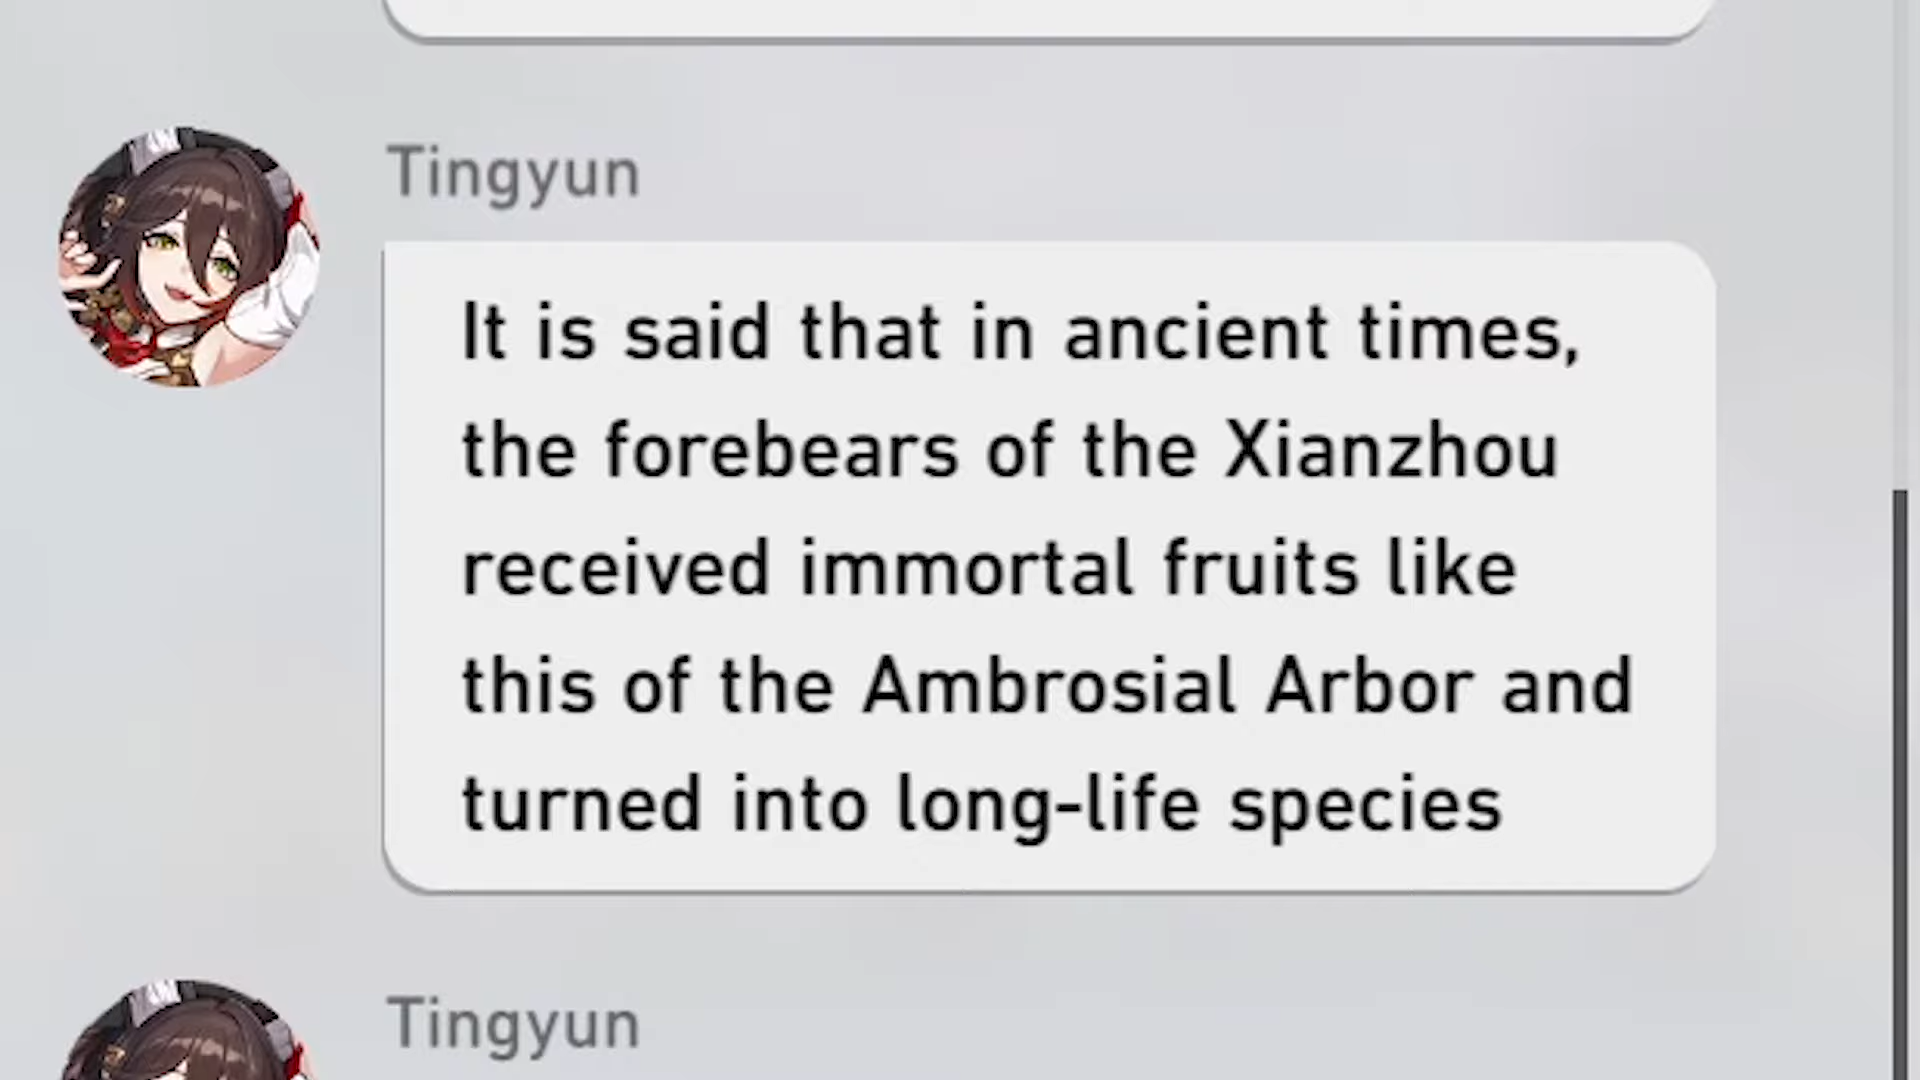 Tingyun
It is said that in ancient times,
the forebears of the Xianzhou
received immortal fruits like
this of the Ambrosial Arbor and
turned into long-life species
Tingyun